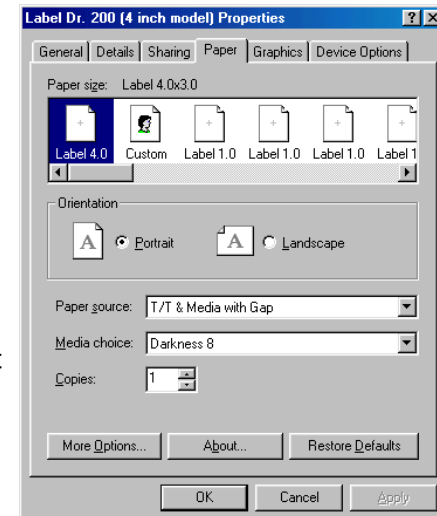 Label Dr. 200 (4 inch model) Properties
General Details Sharing Paper Graphics Device Options
Paper size: Label 4.0x3.0
Label 4.0 Custom Label 1.0 Label 1.0 Label 1.0 Label 1
Orientation
A Portrait A Landscape
Paper source: T/T & Media with Gap
Media choice: Darkness 8
Copies: 1
More Options... About... Restore Defaults
OK Cancel Apply